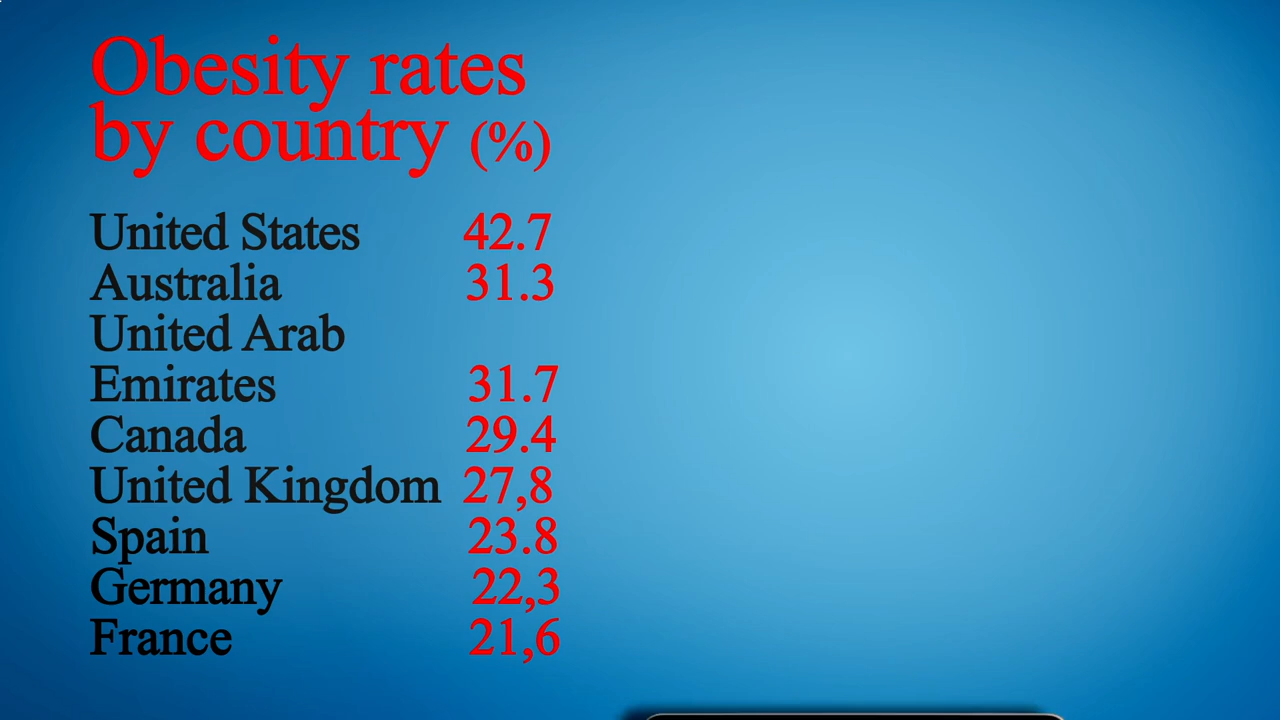 Obesity rates
by country (%)
United States 42.7
Australia 31.3
United Arab
Emirates 31.7
Canada 29.4
United Kingdom 27,8
Spain 23.8
Germany 22,3
France 21,6